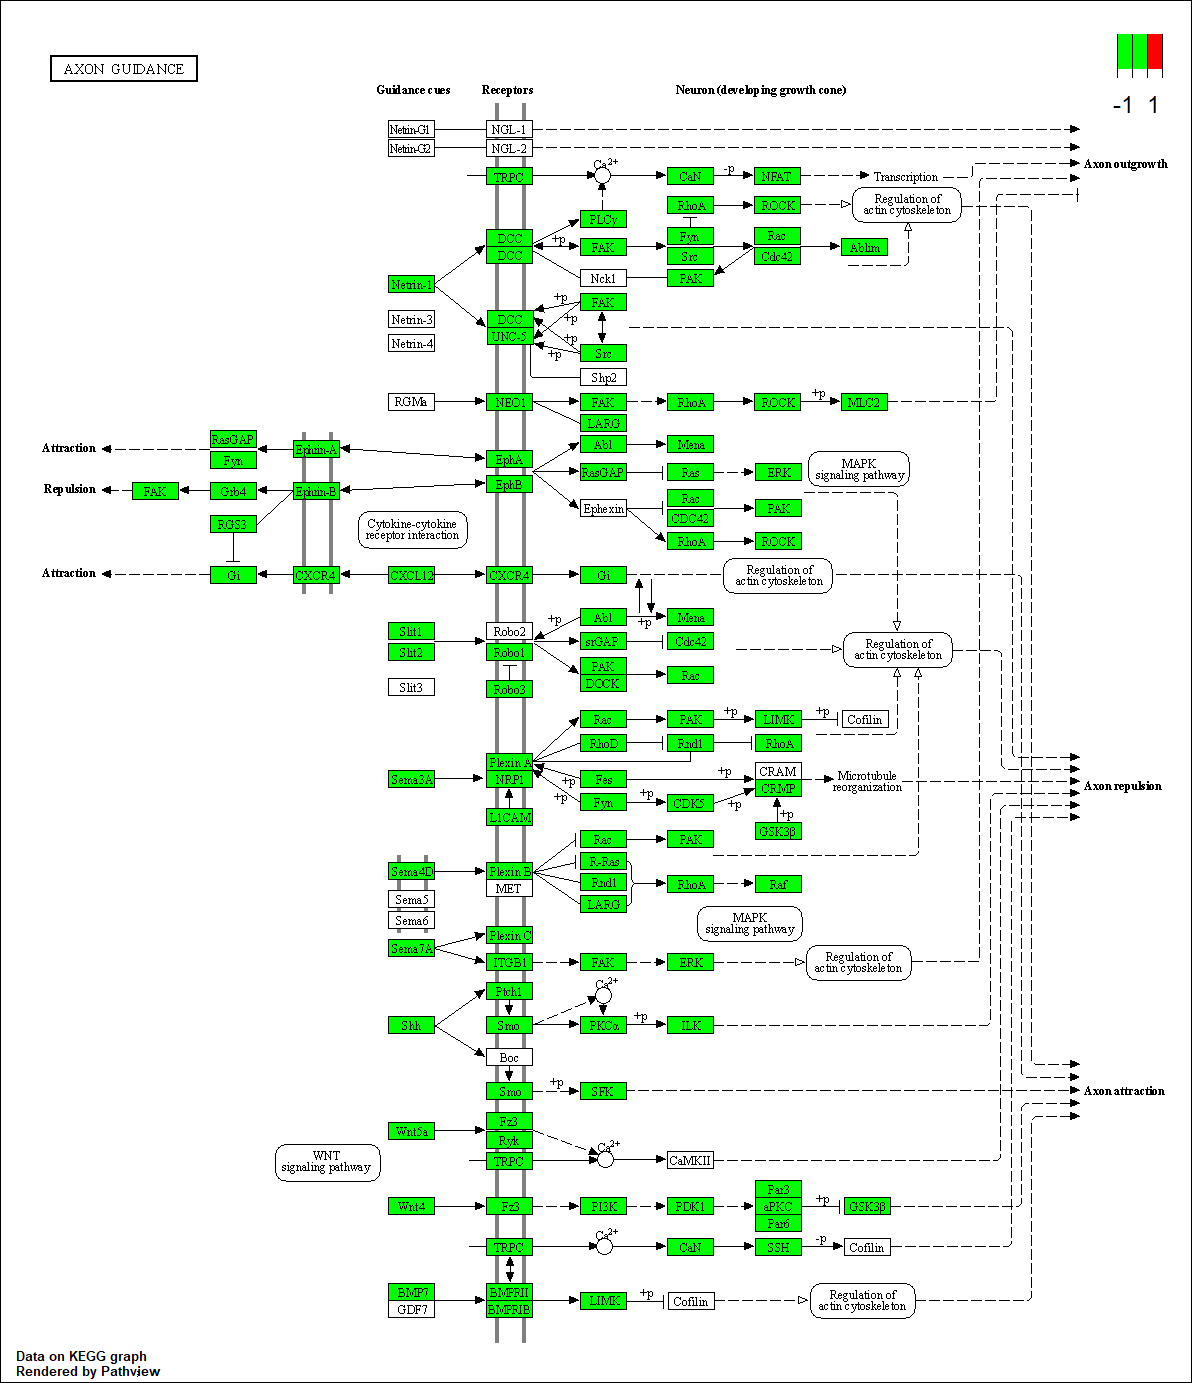 AXON GUIDANCE
-1 1
Guidance cues Receptors Neuron (developing growth cone)
Netrin-G1 NGL-1
Netrin-G2 NGL-2
Axon outgrowth
TRPC Ca2+ CaN -p NFAT Transcription
RhoA ROCK Regulation of
actin cytoskeleton
PLCγ
DCC +p FAK Fyn Rac Ablim
DCC Src Cdc42
Netrin-1 Nck1 PAK
+p FAK
Netrin-3 DCC +p
UNC-5 +p
Netrin-4 +p Src
Shp2
RGMa NEO1 FAK RhoA ROCK +p MLC2
LARG
RasGAP Abl Mena
Attraction Fyn Ephrin-A EphA
RasGAP Ras ERK MAPK
signaling pathway
Repulsion FAK Grb4 Ephrin-B EphB
Ephexin Rac PAK
CDC42
RGS3 Cytokine-cytokine
receptor interaction
RhoA ROCK
Attraction Gi CXCR4 CXCL12 CXCR4 Gi Regulation of
actin cytoskeleton
+p
Slit1 Robo2 +p Abl Mena
Slit2 Robo1 srGAP Cdc42 Regulation of
actin cytoskeleton
PAK
Slit3 Robo3 DOCK Rac
Rac PAK +p LIMK +p Cofilin
RhoD Rnd1 RhoA
Plexin A
Sema3A NRP1 +p Fes +p CRAM Microtubule
reorganization
CRMP
Axon repulsion
+p Fyn +p CDK5 +p
L1CAM +p
GSK3β
Rac PAK
Sema4D Plexin B R-Ras
MET Rnd1 RhoA Raf
Sema5 LARG
Sema6 MAPK
signaling pathway
Sema7A Plexin C
ITGB1 FAK ERK Regulation of
actin cytoskeleton
Ptch1 Ca2+
Shh Smo PKCα +p ILK
Boc
Smo +p SFK
Axon attraction
Wnt5a Fz3
Ryk Ca2+
WNT
signaling pathway
TRPC CaMKII
Wnt4 Fz3 PI3K PDK1 Par3
aPKC +p GSK3β
Par6
TRPC Ca2+ CaN SSH -p Cofilin
BMP7 BMPRII
GDF7 BMPRIB LIMK +p Cofilin Regulation of
actin cytoskeleton
Data on KEGG graph
Rendered by Pathview